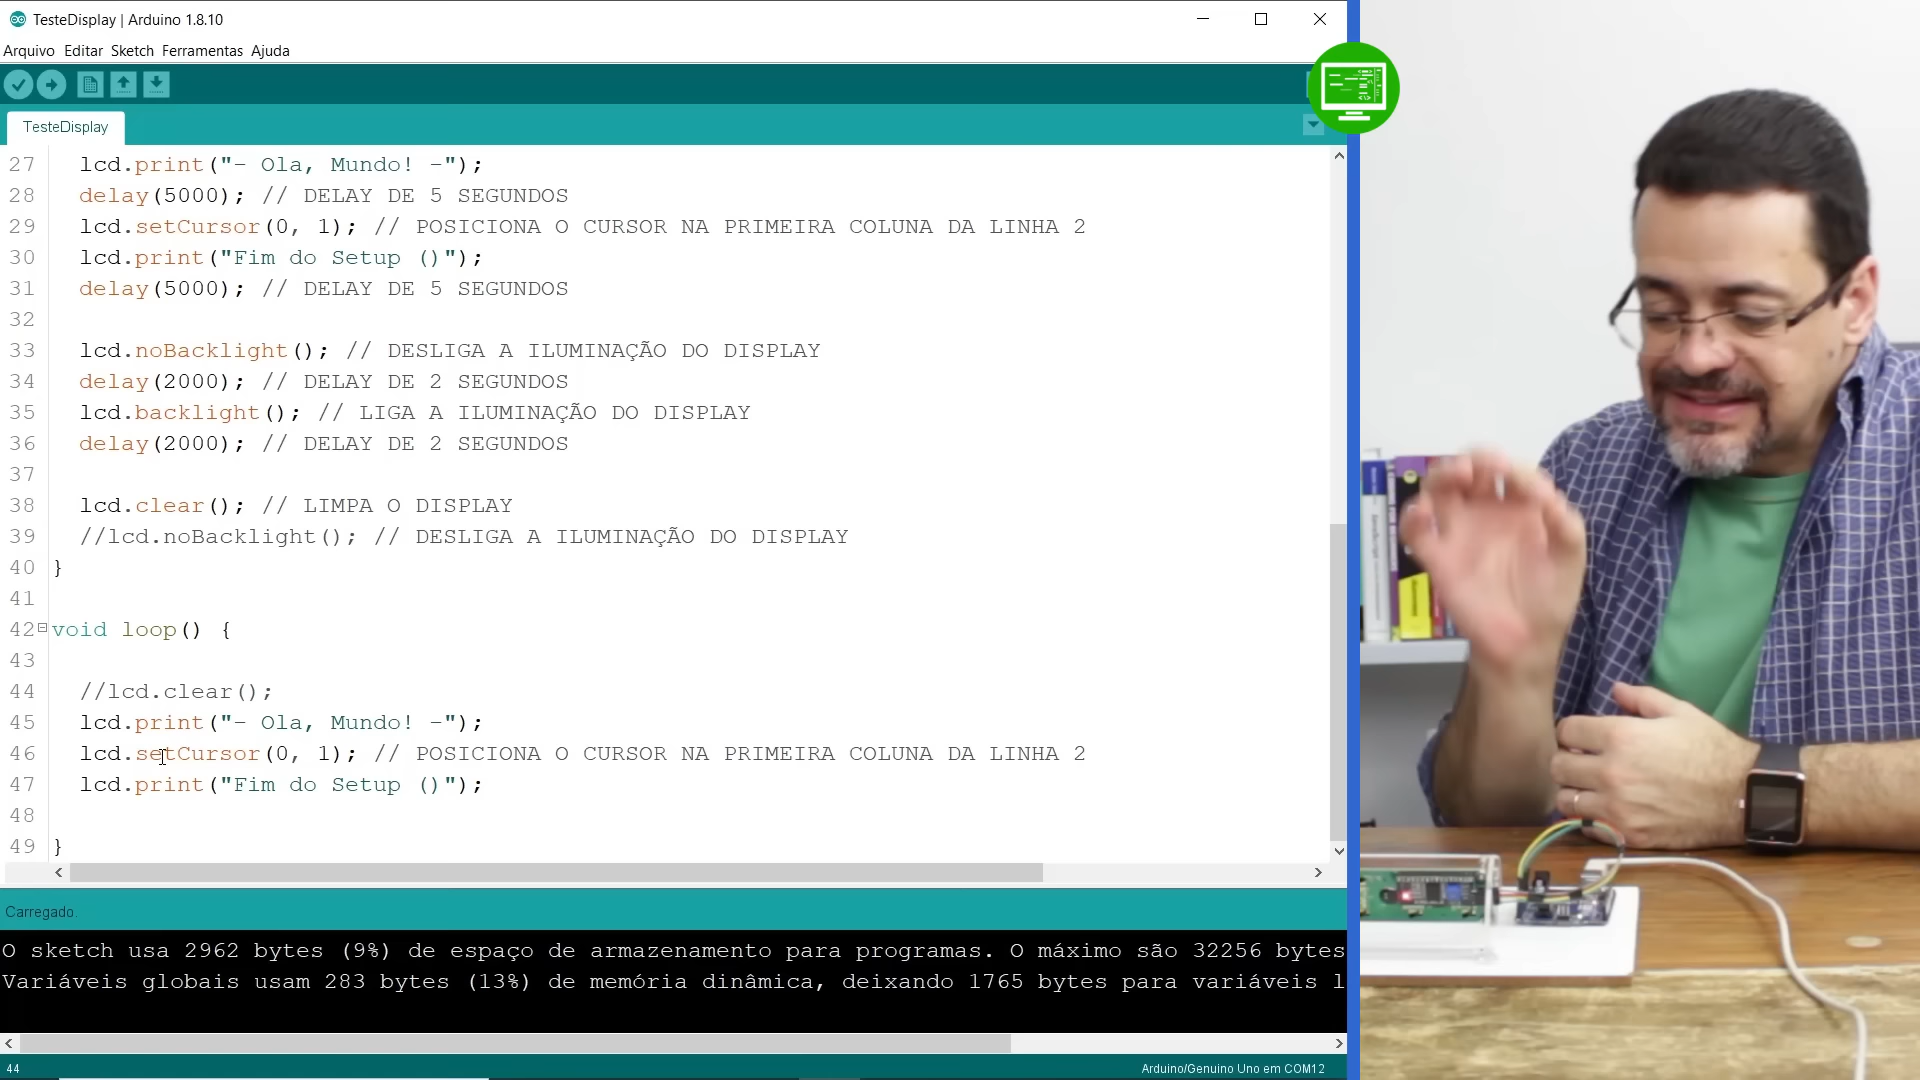 TesteDisplay | Arduino 1.8.10
Arquivo Editar Sketch Ferramentas Ajuda
TesteDisplay
27 lcd.print("- Ola, Mundo! -");
28 delay(5000); // DELAY DE 5 SEGUNDOS
29 lcd.setCursor(0, 1); // POSICIONA O CURSOR NA PRIMEIRA COLUNA DA LINHA 2
30 lcd.print("Fim do Setup ()");
31 delay(5000); // DELAY DE 5 SEGUNDOS
32
33 lcd.noBacklight(); // DESLIGA A ILUMINAÇÃO DO DISPLAY
34 delay(2000); // DELAY DE 2 SEGUNDOS
35 lcd.backlight(); // LIGA A ILUMINAÇÃO DO DISPLAY
36 delay(2000); // DELAY DE 2 SEGUNDOS
37
38 lcd.clear(); // LIMPA O DISPLAY
39 //lcd.noBacklight(); // DESLIGA A ILUMINAÇÃO DO DISPLAY
40 }
41
42 void loop() {
43
44 //lcd.clear();
45 lcd.print("- Ola, Mundo! -");
46 lcd.setCursor(0, 1); // POSICIONA O CURSOR NA PRIMEIRA COLUNA DA LINHA 2
47 lcd.print("Fim do Setup ()");
48
49 }
Carregado.
O sketch usa 2962 bytes (9%) de espaço de armazenamento para programas. O máximo são 32256 bytes
Variáveis globais usam 283 bytes (13%) de memória dinâmica, deixando 1765 bytes para variáveis l
44 Arduino/Genuino Uno em COM12